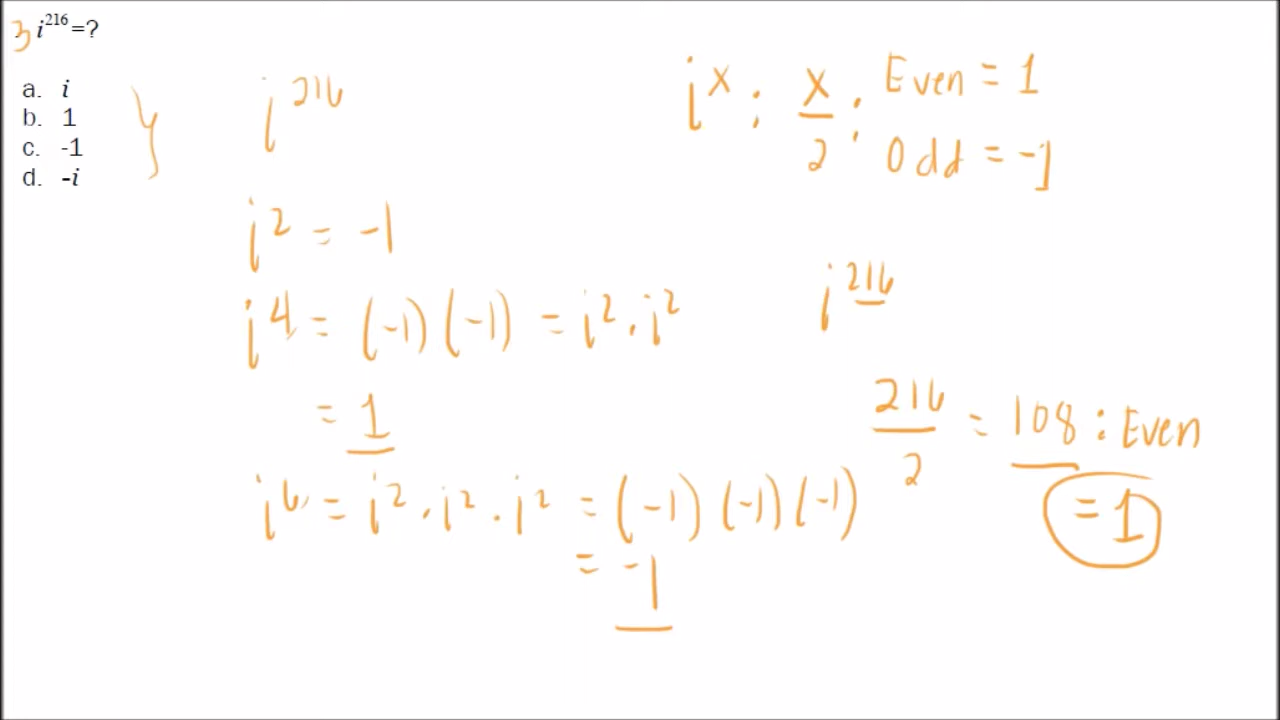 3 i^216=?
a. i
b. 1
c. -1
d. -i
i^216
i^2 = -1
i^4 = (-1)(-1) = i^2 · i^2
= 1
i^6 = i^2 · i^2 · i^2 = (-1)(-1)(-1)
= -1
i^x : x/2 : Even = 1
Odd = -1
i^216
216/2 = 108 : Even
= 1